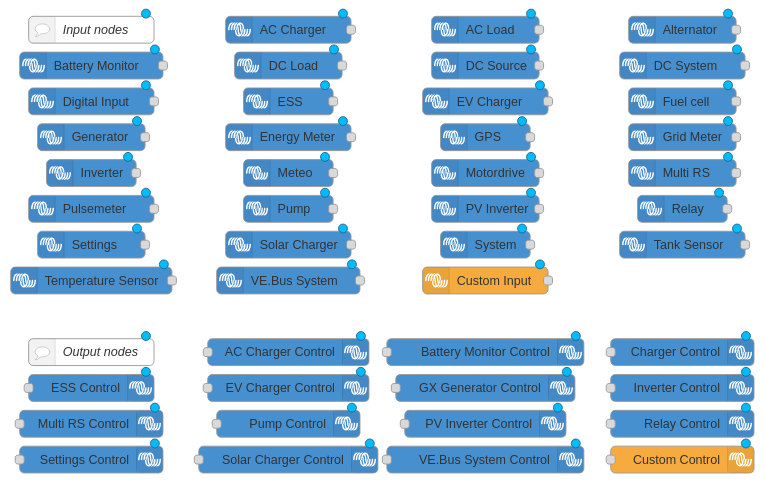 Input nodes
AC Charger
AC Load
Alternator
Battery Monitor
DC Load
DC Source
DC System
Digital Input
ESS
EV Charger
Fuel cell
Generator
Energy Meter
GPS
Grid Meter
Inverter
Meteo
Motordrive
Multi RS
Pulsemeter
Pump
PV Inverter
Relay
Settings
Solar Charger
System
Tank Sensor
Temperature Sensor
VE.Bus System
Custom Input
Output nodes
AC Charger Control
Battery Monitor Control
Charger Control
ESS Control
EV Charger Control
GX Generator Control
Inverter Control
Multi RS Control
Pump Control
PV Inverter Control
Relay Control
Settings Control
Solar Charger Control
VE.Bus System Control
Custom Control